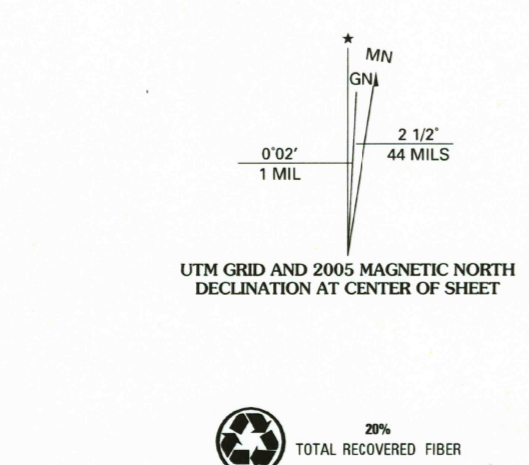 ★
MN
GN
0°02′
1 MIL
2 1/2°
44 MILS
UTM GRID AND 2005 MAGNETIC NORTH
DECLINATION AT CENTER OF SHEET
20%
TOTAL RECOVERED FIBER